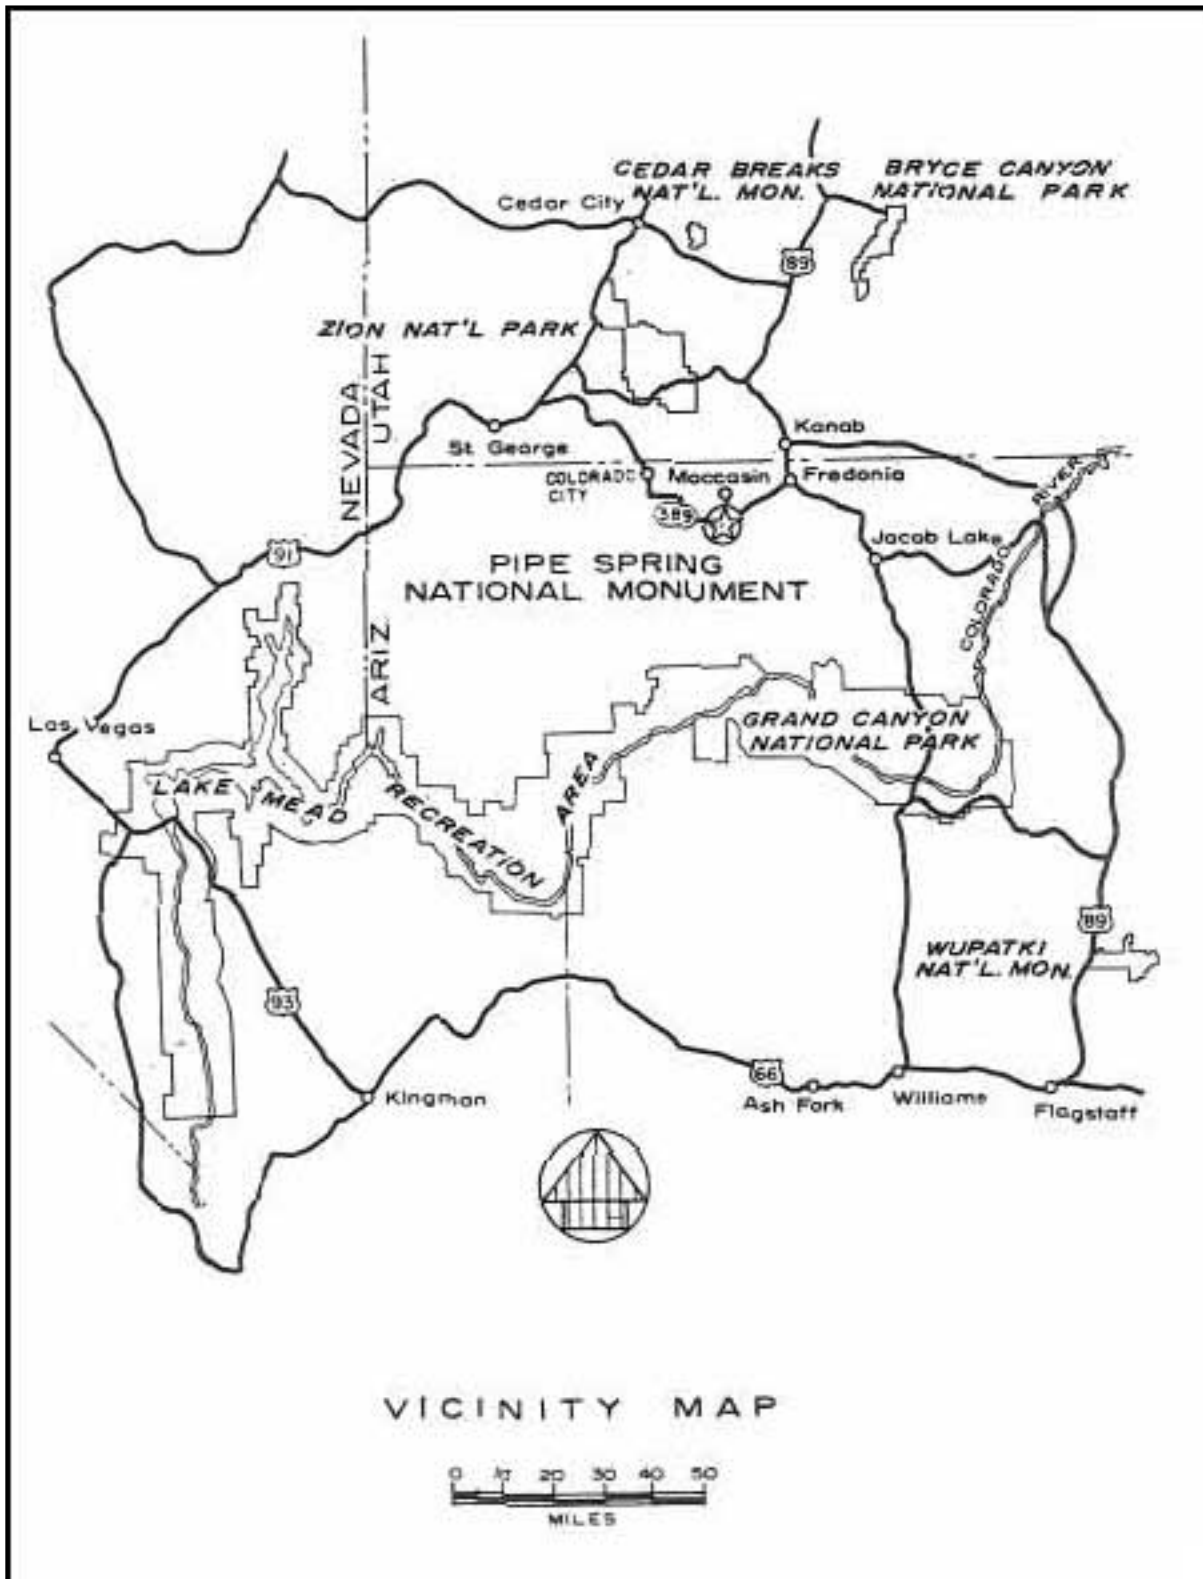 CEDAR BREAKS
NAT'L. MON.
BRYCE CANYON
NATIONAL PARK
Cedar City
89
ZION NAT'L PARK
NEVADA
UTAH
St George
Kanab
COLORADO
CITY
Moccasin
Fredonia
RIVER
389
91
Jacob Lake
PIPE SPRING
NATIONAL MONUMENT
COLORADO
ARIZ
Las Vegas
GRAND CANYON
NATIONAL PARK
LAKE MEAD RECREATION AREA
89
WUPATKI
NAT'L. MON.
93
66
Kingman
Ash Fork
Williams
Flagstaff
VICINITY MAP
0 10 20 30 40 50
MILES